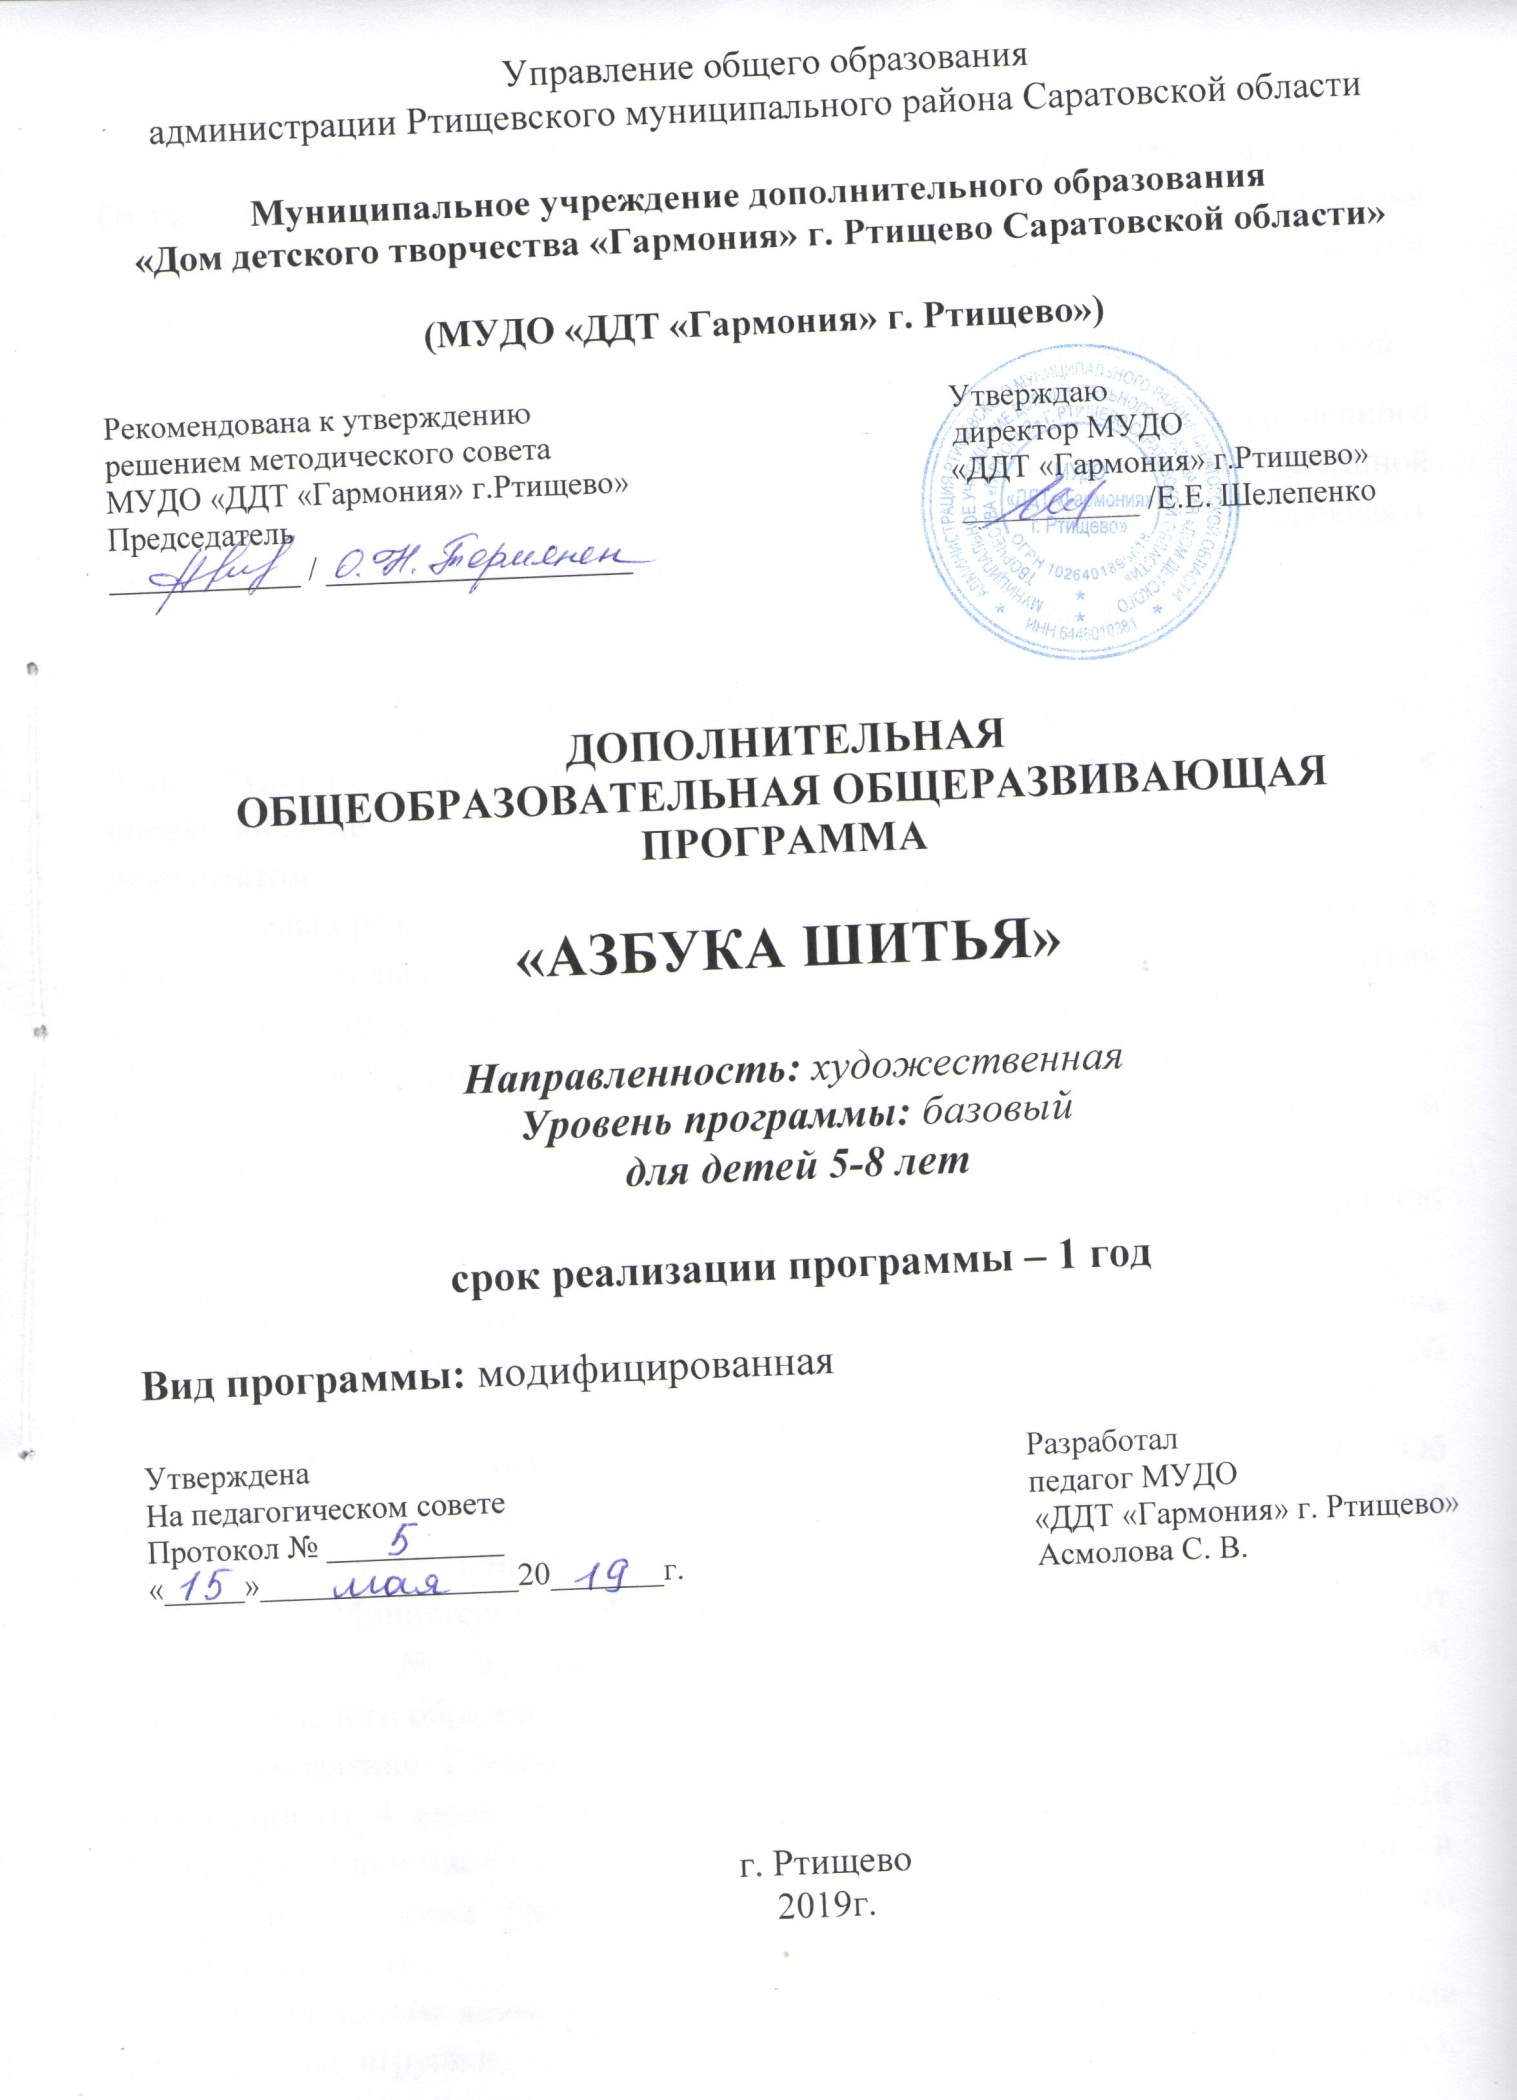 Управление общего образования
администрации Ртищевского муниципального района Саратовской области
Муниципальное учреждение дополнительного образования
«Дом детского творчества «Гармония» г. Ртищево Саратовской области»
(МУДО «ДДТ «Гармония» г. Ртищево»)
Рекомендована к утверждению
решением методического совета
МУДО «ДДТ «Гармония» г.Ртищево»
Председатель
/ О. Н.
Утверждаю
директор МУДО
«ДДТ «Гармония» г.Ртищево»
/Е.Е. Шелепенко
МУДО
«ДДТ «Гармония»
г. Ртищево»
ДОПОЛНИТЕЛЬНАЯ
ОБЩЕОБРАЗОВАТЕЛЬНАЯ ОБЩЕРАЗВИВАЮЩАЯ
ПРОГРАММА
«АЗБУКА ШИТЬЯ»
Направленность: художественная
Уровень программы: базовый
для детей 5-8 лет
срок реализации программы – 1 год
Вид программы: модифицированная
Утверждена
На педагогическом совете
Протокол № 5
«15» мая 2019 г.
Разработал
педагог МУДО
«ДДТ «Гармония» г. Ртищево»
Асмолова С. В.
г. Ртищево
2019г.